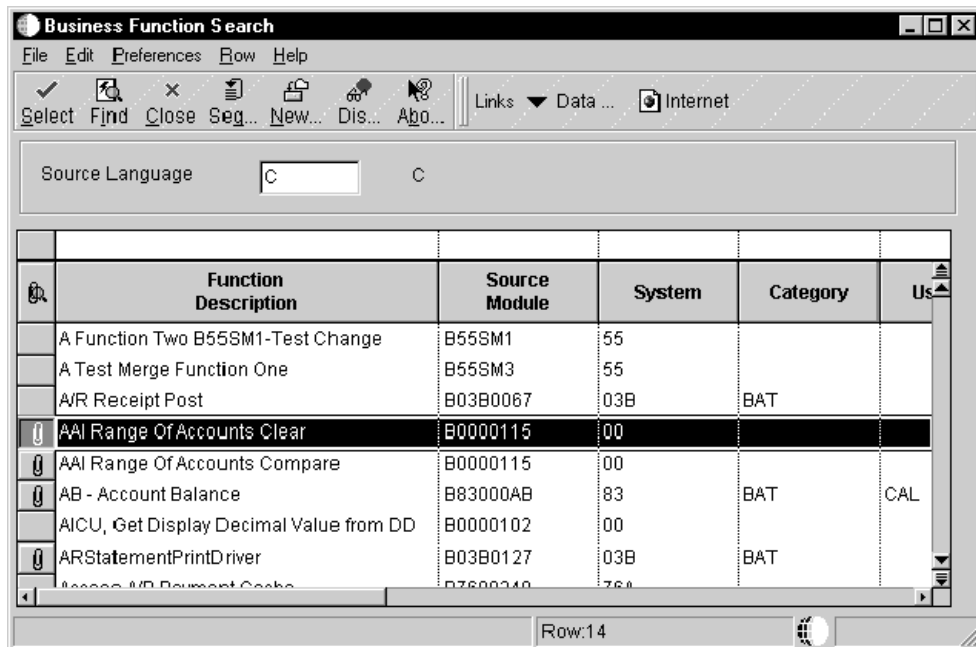 Business Function Search
File Edit Preferences Row Help
Select Find Close Seq... New... Dis... Abo... Links Data ... Internet
Source Language C C
Function Description Source Module System Category Us
A Function Two B55SM1-Test Change B55SM1 55
A Test Merge Function One B55SM3 55
A/R Receipt Post B03B0067 03B BAT
AAI Range Of Accounts Clear B0000115 00
AAI Range Of Accounts Compare B0000115 00
AB - Account Balance B83000AB 83 BAT CAL
AICU, Get Display Decimal Value from DD B0000102 00
ARStatementPrintDriver B03B0127 03B BAT
Row:14